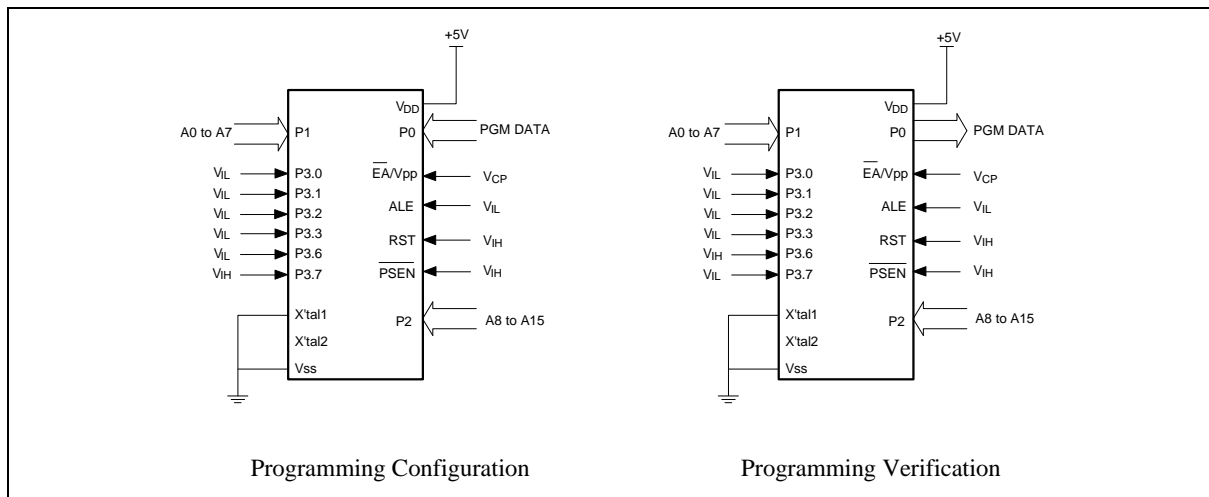 +5V
VDD
A0 to A7
P1
P0
PGM DATA
VIL
P3.0
EA/Vpp
VCP
VIL
P3.1
VIL
P3.2
ALE
VIL
VIL
P3.3
RST
VIH
VIL
P3.6
VIH
P3.7
PSEN
VIH
X'tal1
P2
A8 to A15
X'tal2
Vss
Programming Configuration
+5V
VDD
A0 to A7
P1
P0
PGM DATA
VIL
P3.0
EA/Vpp
VCP
VIL
P3.1
VIL
P3.2
ALE
VIL
VIL
P3.3
RST
VIH
VIH
P3.6
VIL
P3.7
PSEN
VIH
X'tal1
P2
A8 to A15
X'tal2
Vss
Programming Verification